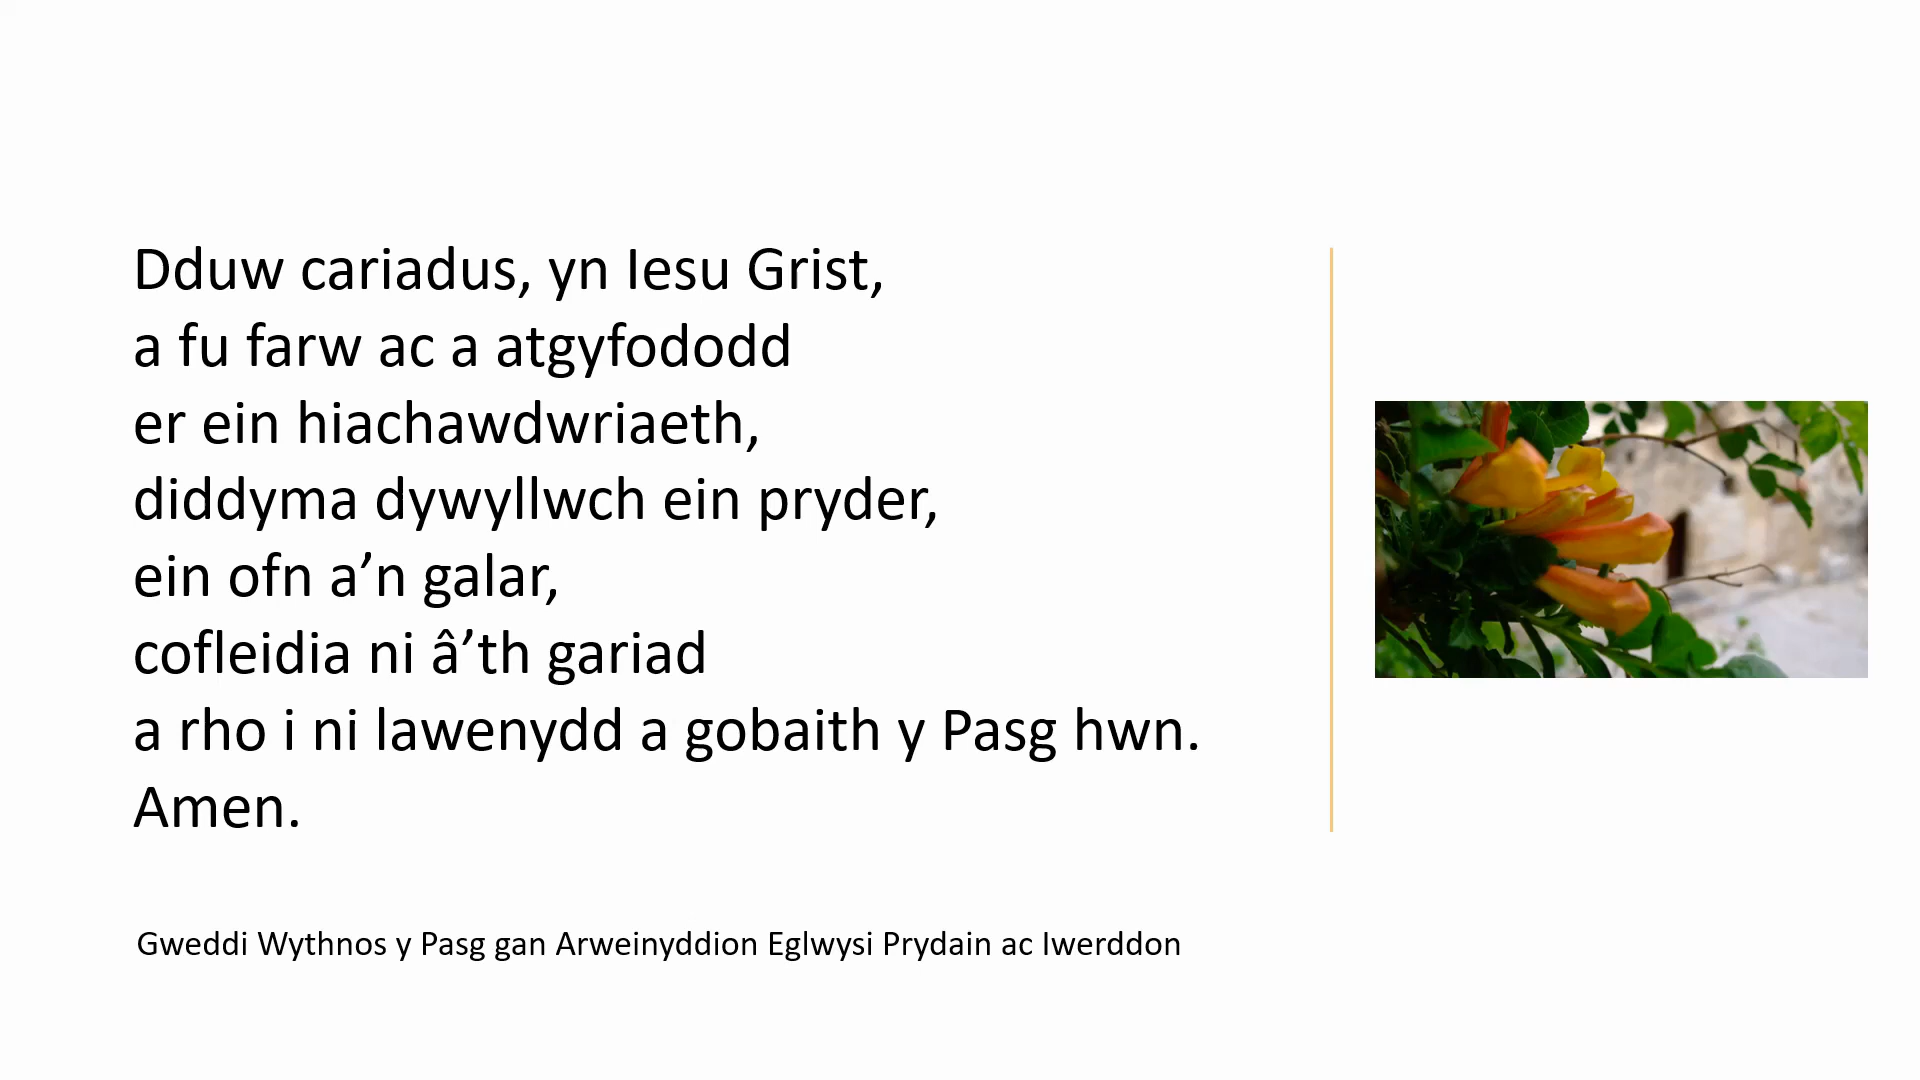 Dduw cariadus, yn Iesu Grist,
a fu farw ac a atgyfododd
er ein hiachawdwriaeth,
diddyma dywyllwch ein pryder,
ein ofn a’n galar,
cofleidia ni â’th gariad
a rho i ni lawenydd a gobaith y Pasg hwn.
Amen.
Gweddi Wythnos y Pasg gan Arweinyddion Eglwysi Prydain ac Iwerddon